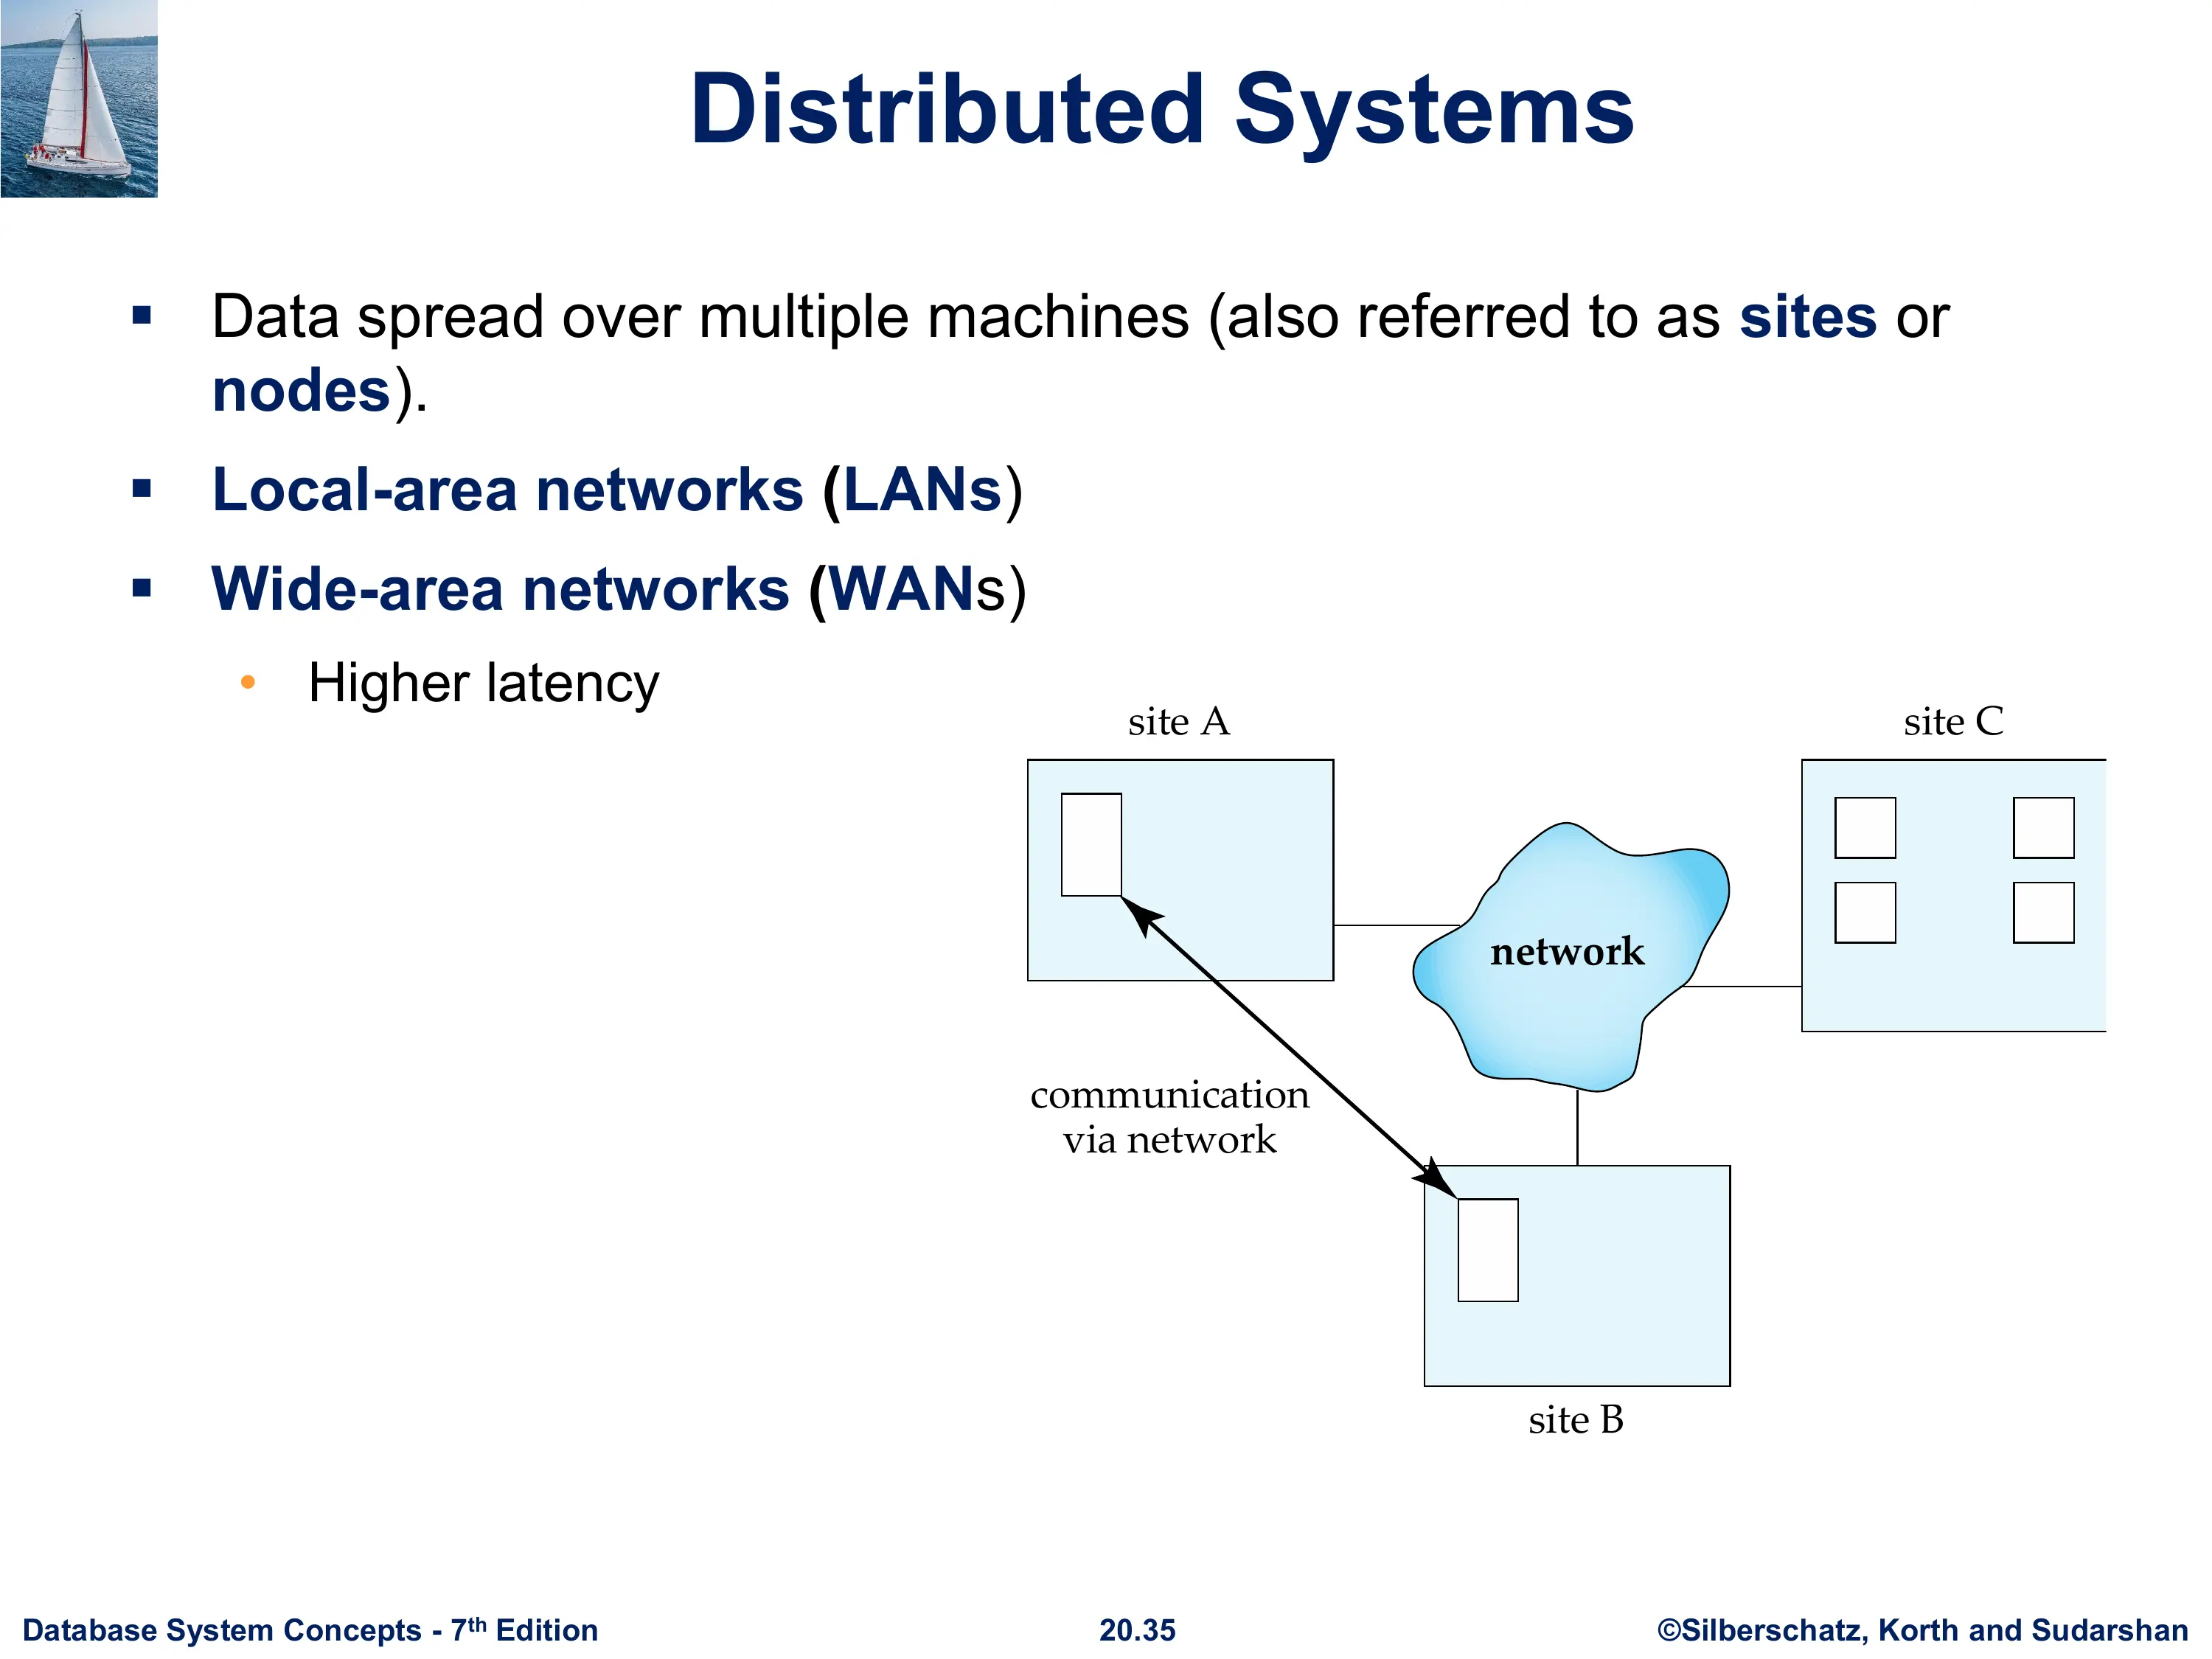 Distributed Systems
▪ Data spread over multiple machines (also referred to as sites or
nodes).
▪ Local-area networks (LANs)
▪ Wide-area networks (WANs)
• Higher latency
site A
site C
network
communication
via network
site B
Database System Concepts - 7th Edition
20.35
©Silberschatz, Korth and Sudarshan